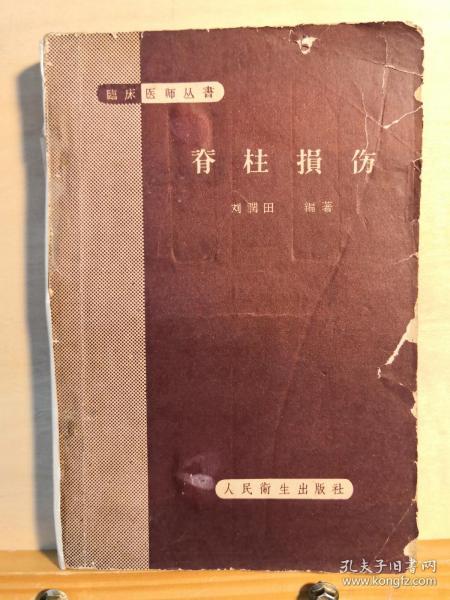 臨床医师丛書
脊柱損伤
刘潤田 編著
人民衛生出版社
孔夫子旧书网
www.kongfz.com